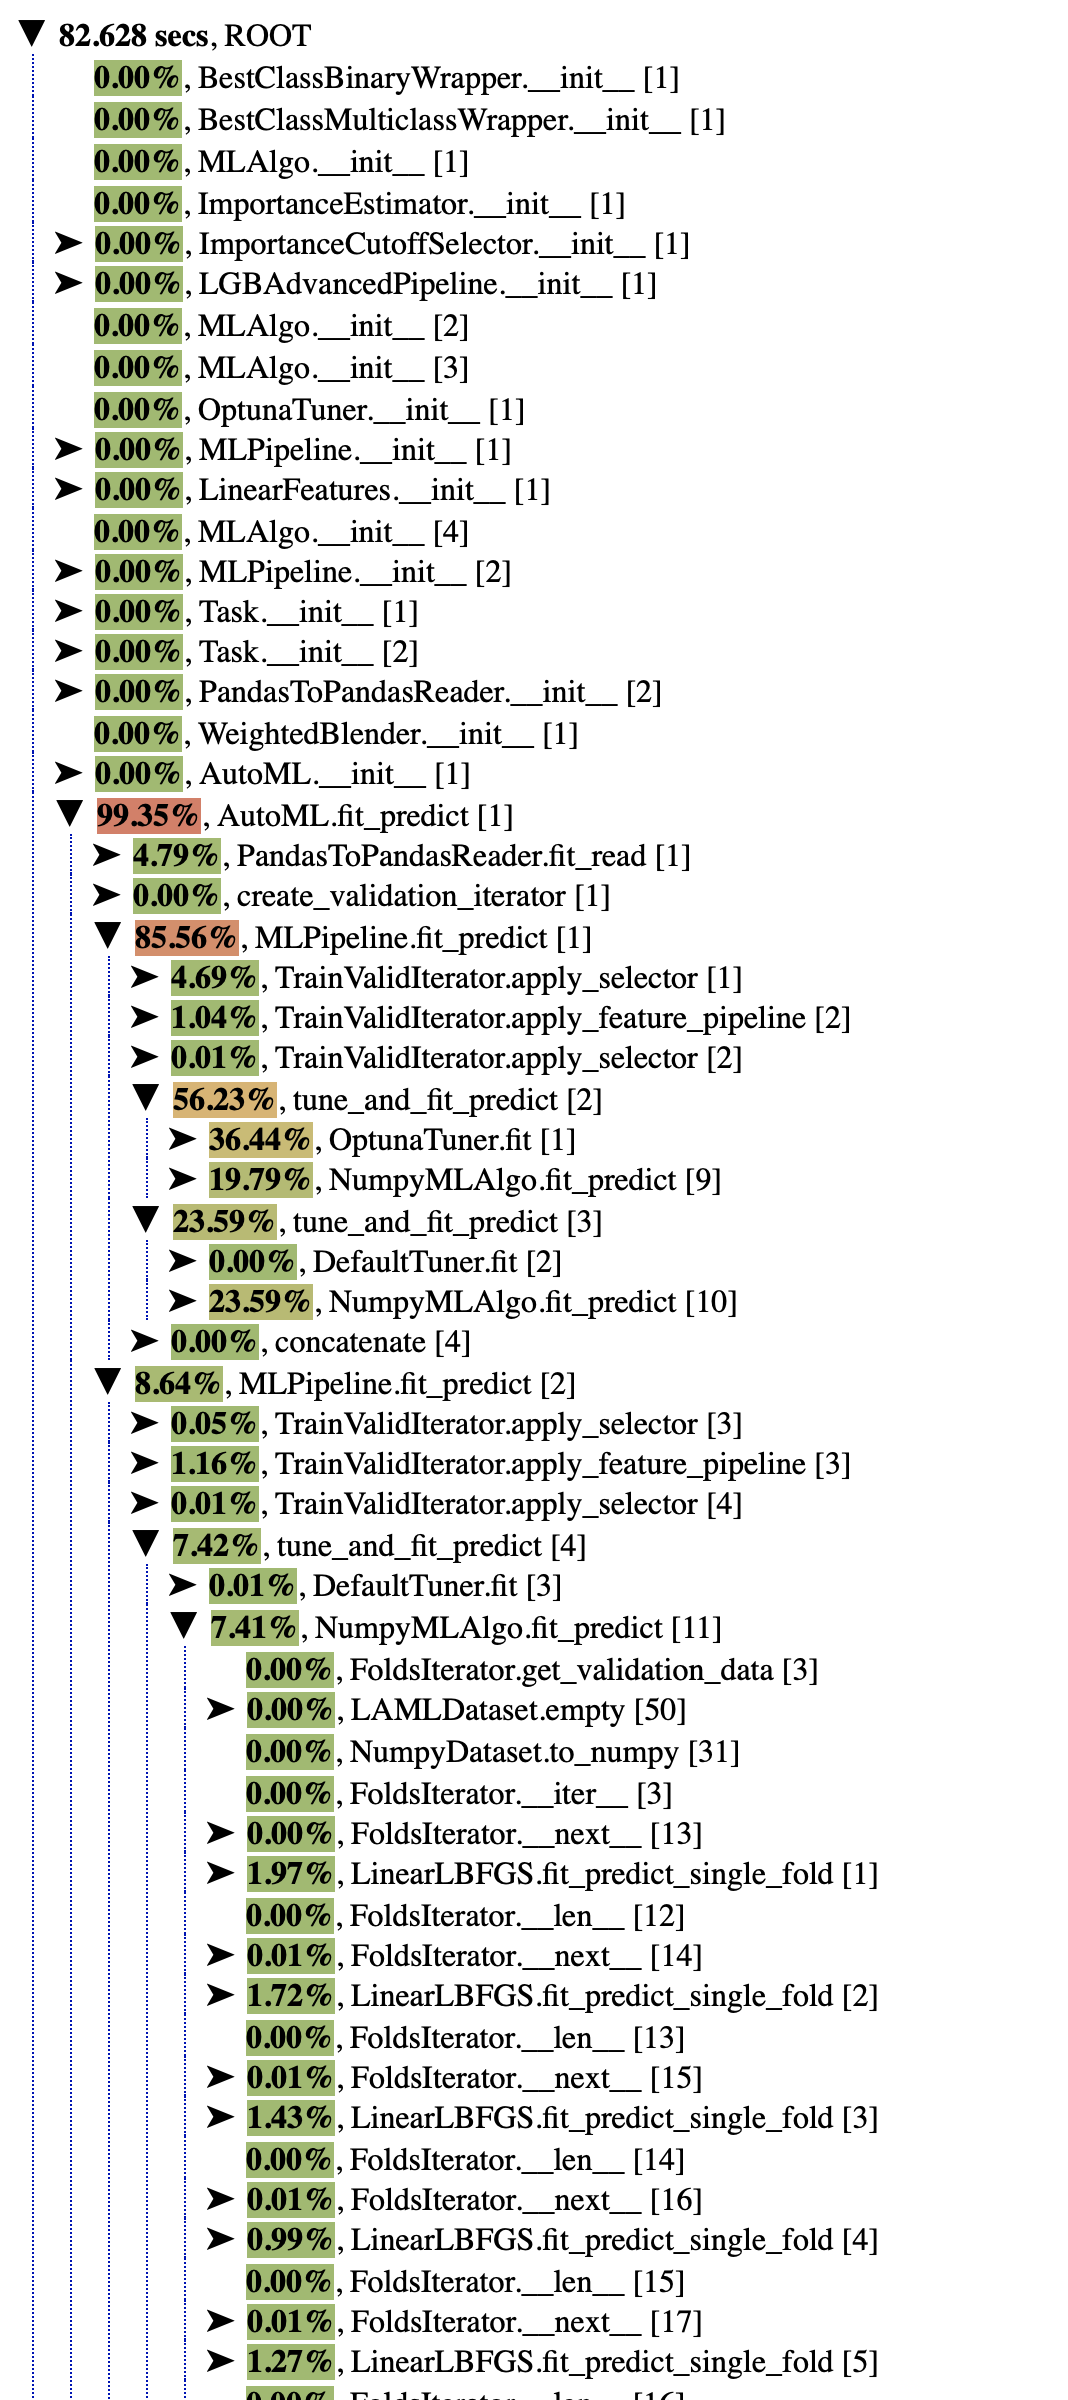 82.628 secs, ROOT
0.00%, BestClassBinaryWrapper.__init__ [1]
0.00%, BestClassMulticlassWrapper.__init__ [1]
0.00%, MLAlgo.__init__ [1]
0.00%, ImportanceEstimator.__init__ [1]
0.00%, ImportanceCutoffSelector.__init__ [1]
0.00%, LGBAdvancedPipeline.__init__ [1]
0.00%, MLAlgo.__init__ [2]
0.00%, MLAlgo.__init__ [3]
0.00%, OptunaTuner.__init__ [1]
0.00%, MLPipeline.__init__ [1]
0.00%, LinearFeatures.__init__ [1]
0.00%, MLAlgo.__init__ [4]
0.00%, MLPipeline.__init__ [2]
0.00%, Task.__init__ [1]
0.00%, Task.__init__ [2]
0.00%, PandasToPandasReader.__init__ [2]
0.00%, WeightedBlender.__init__ [1]
0.00%, AutoML.__init__ [1]
99.35%, AutoML.fit_predict [1]
4.79%, PandasToPandasReader.fit_read [1]
0.00%, create_validation_iterator [1]
85.56%, MLPipeline.fit_predict [1]
4.69%, TrainValidIterator.apply_selector [1]
1.04%, TrainValidIterator.apply_feature_pipeline [2]
0.01%, TrainValidIterator.apply_selector [2]
56.23%, tune_and_fit_predict [2]
36.44%, OptunaTuner.fit [1]
19.79%, NumpyMLAlgo.fit_predict [9]
23.59%, tune_and_fit_predict [3]
0.00%, DefaultTuner.fit [2]
23.59%, NumpyMLAlgo.fit_predict [10]
0.00%, concatenate [4]
8.64%, MLPipeline.fit_predict [2]
0.05%, TrainValidIterator.apply_selector [3]
1.16%, TrainValidIterator.apply_feature_pipeline [3]
0.01%, TrainValidIterator.apply_selector [4]
7.42%, tune_and_fit_predict [4]
0.01%, DefaultTuner.fit [3]
7.41%, NumpyMLAlgo.fit_predict [11]
0.00%, FoldsIterator.get_validation_data [3]
0.00%, LAMLDataset.empty [50]
0.00%, NumpyDataset.to_numpy [31]
0.00%, FoldsIterator.__iter__ [3]
0.00%, FoldsIterator.__next__ [13]
1.97%, LinearLBFGS.fit_predict_single_fold [1]
0.00%, FoldsIterator.__len__ [12]
0.01%, FoldsIterator.__next__ [14]
1.72%, LinearLBFGS.fit_predict_single_fold [2]
0.00%, FoldsIterator.__len__ [13]
0.01%, FoldsIterator.__next__ [15]
1.43%, LinearLBFGS.fit_predict_single_fold [3]
0.00%, FoldsIterator.__len__ [14]
0.01%, FoldsIterator.__next__ [16]
0.99%, LinearLBFGS.fit_predict_single_fold [4]
0.00%, FoldsIterator.__len__ [15]
0.01%, FoldsIterator.__next__ [17]
1.27%, LinearLBFGS.fit_predict_single_fold [5]